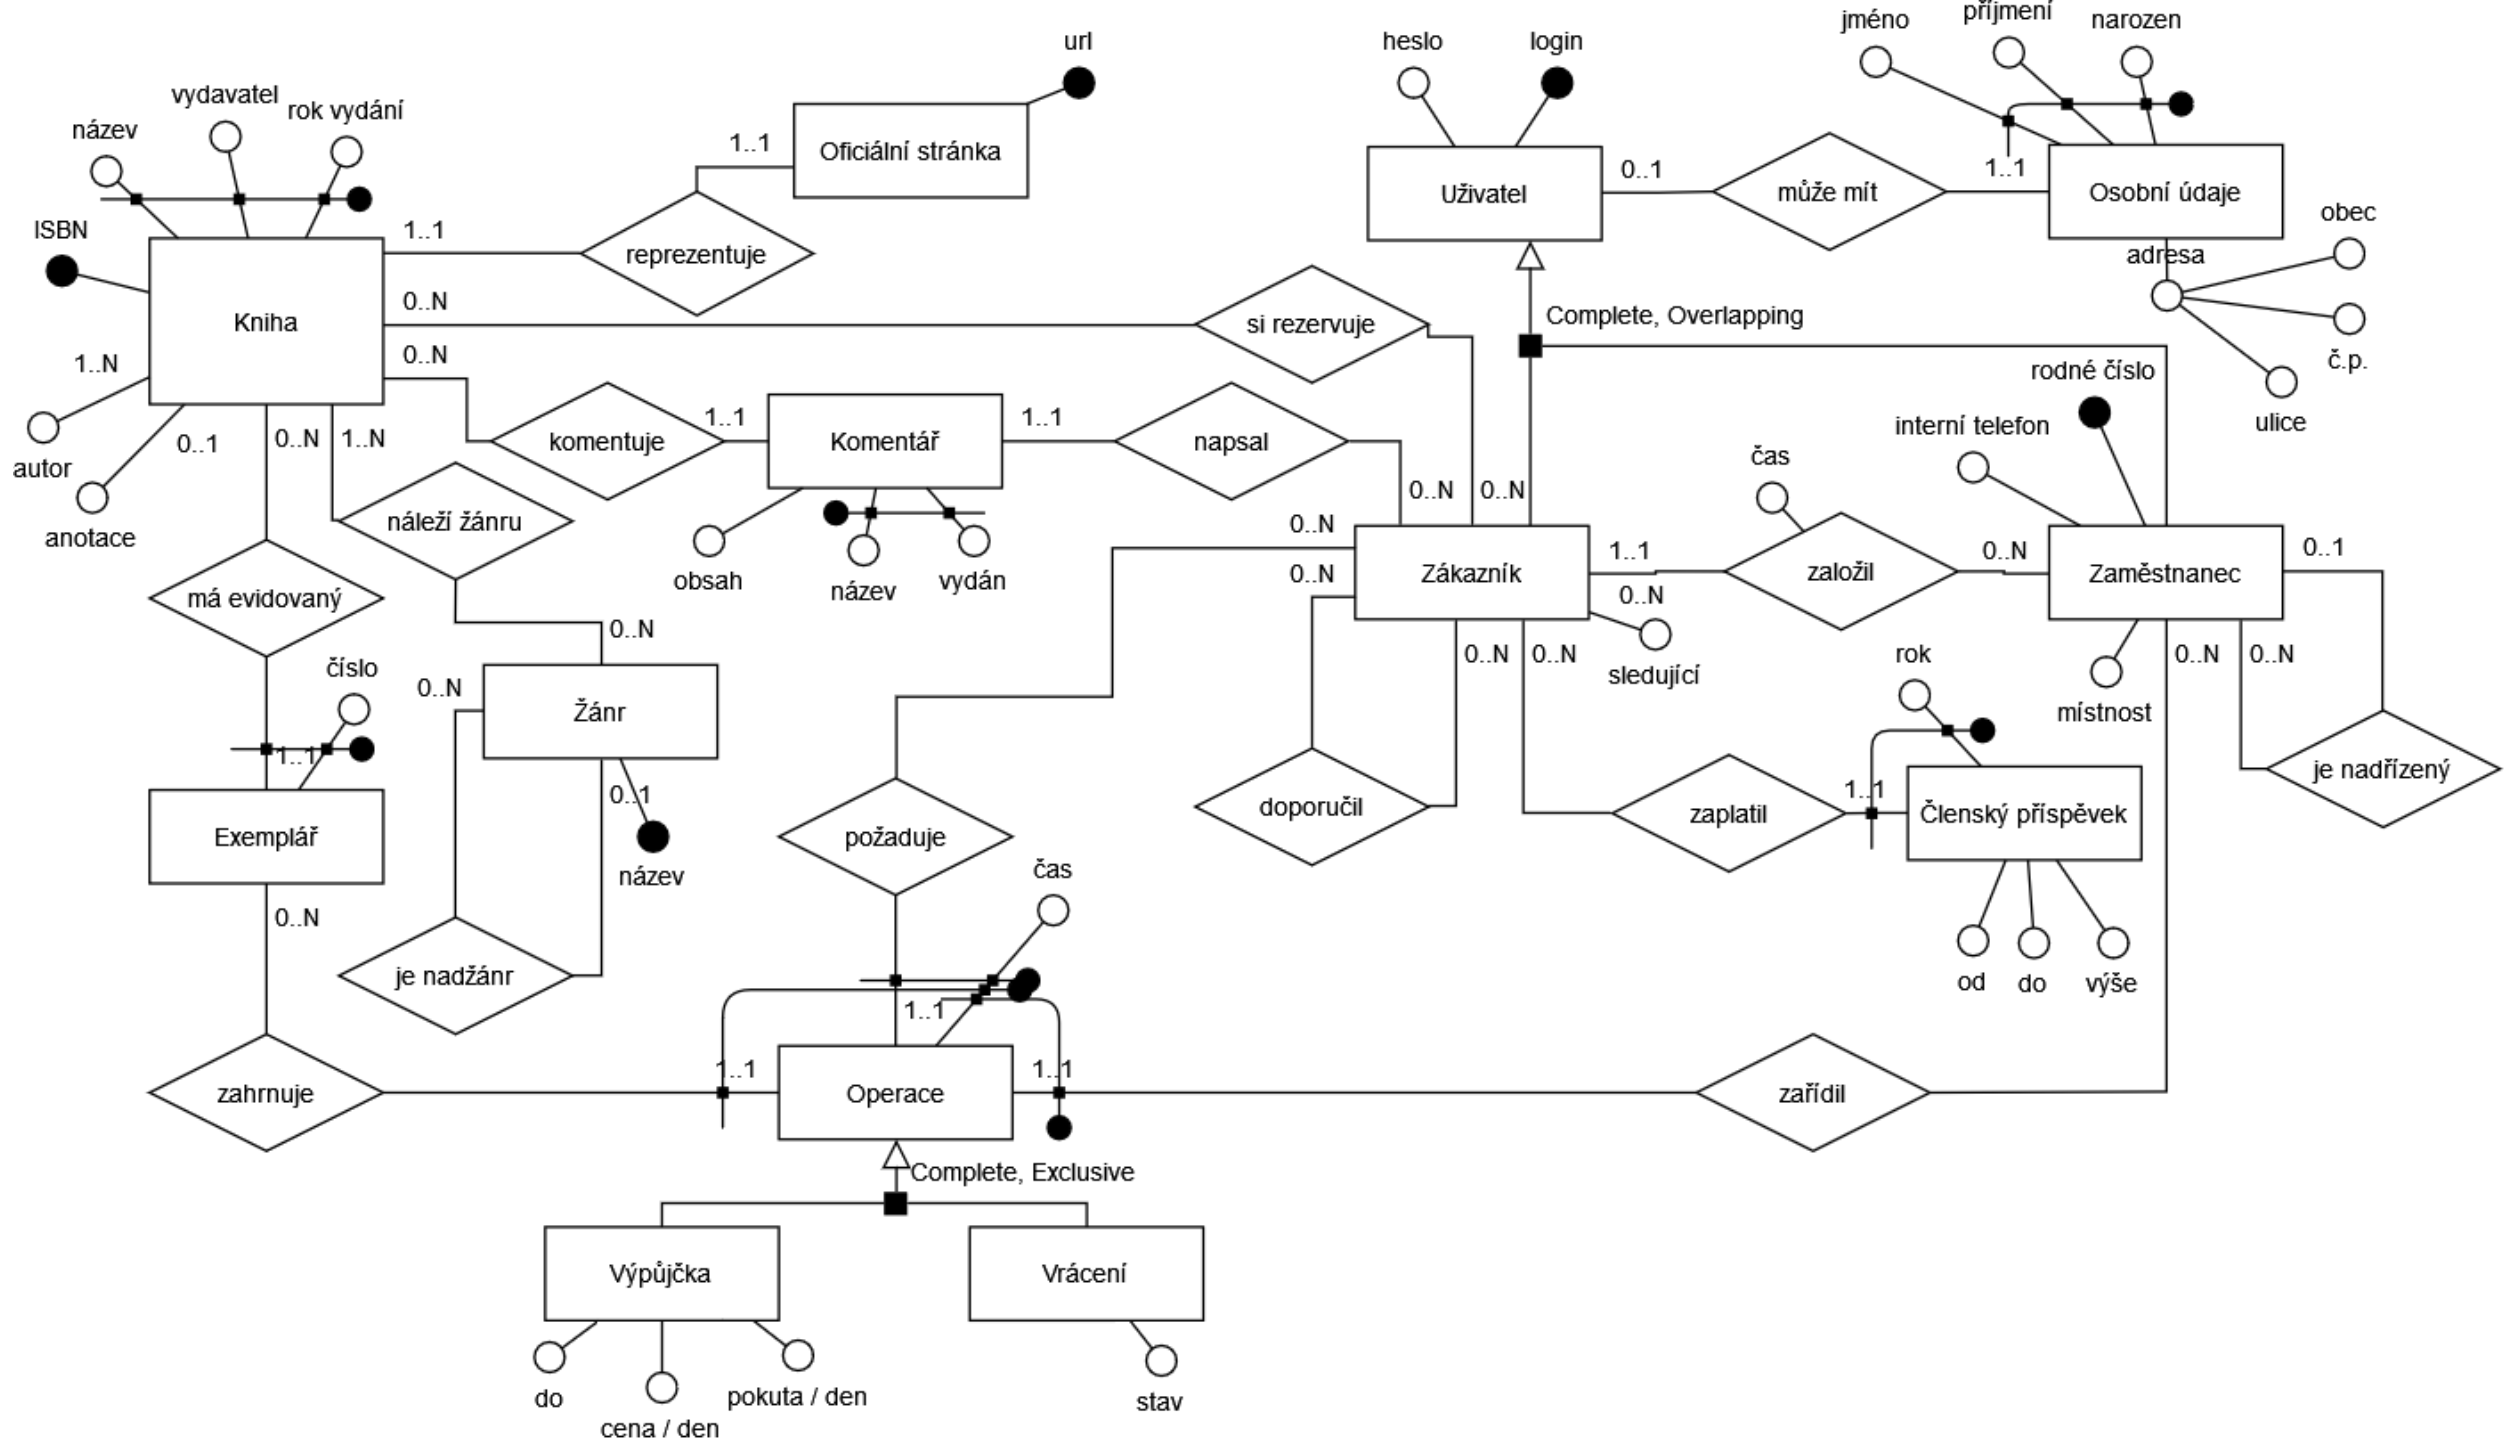 jméno
příjmení
narozen
url
heslo
login
vydavatel
rok vydání
název
1..1
Oficiální stránka
0..1
může mít
1..1
Osobní údaje
Uživatel
obec
ISBN
1..1
reprezentuje
adresa
0..N
si rezervuje
Complete, Overlapping
Kniha
č.p.
1..N
0..N
rodné číslo
ulice
1..1
1..1
interní telefon
0..1
0..N
1..N
komentuje
Komentář
napsal
autor
čas
0..N
0..N
anotace
náleží žánru
0..N
obsah
název
vydán
0..N
Zákazník
1..1
založil
0..N
Zaměstnanec
0..1
má evidovaný
0..N
0..N
sledující
číslo
0..N
0..N
0..N
rok
0..N
0..N
místnost
Žánr
1..1
je nadřízený
0..1
1..1
Exemplář
požaduje
doporučil
zaplatil
Členský příspěvek
název
čas
0..N
je nadžánr
od
do
výše
1..1
1..1
1..1
zahrnuje
Operace
zařídil
Complete, Exclusive
Výpůjčka
Vrácení
do
pokuta / den
stav
cena / den